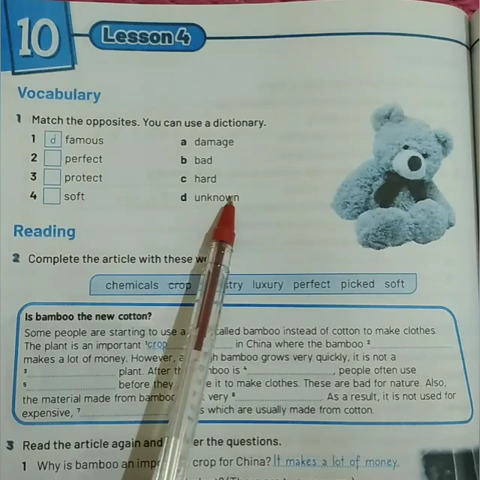 10 Lesson 4
Vocabulary
1 Match the opposites. You can use a dictionary.
1 d famous a damage
2 perfect b bad
3 protect c hard
4 soft d unknown
Reading
2 Complete the article with these
chemicals crop luxury perfect picked soft
Is bamboo the new cotton?
Some people are starting to use a called bamboo instead of cotton to make clothes.
The plant is an important ¹crop in China where the bamboo ²
makes a lot of money. However, bamboo grows very quickly, it is not a
³ plant. After is ⁴ , people often use
⁵ before they it to make clothes. These are bad for nature. Also,
the material made from bamboo very ⁶ . As a result, it is not used for
expensive, ⁷ which are usually made from cotton.
3 Read the article again and the questions.
1 Why is bamboo an crop for China? It makes a lot of money.